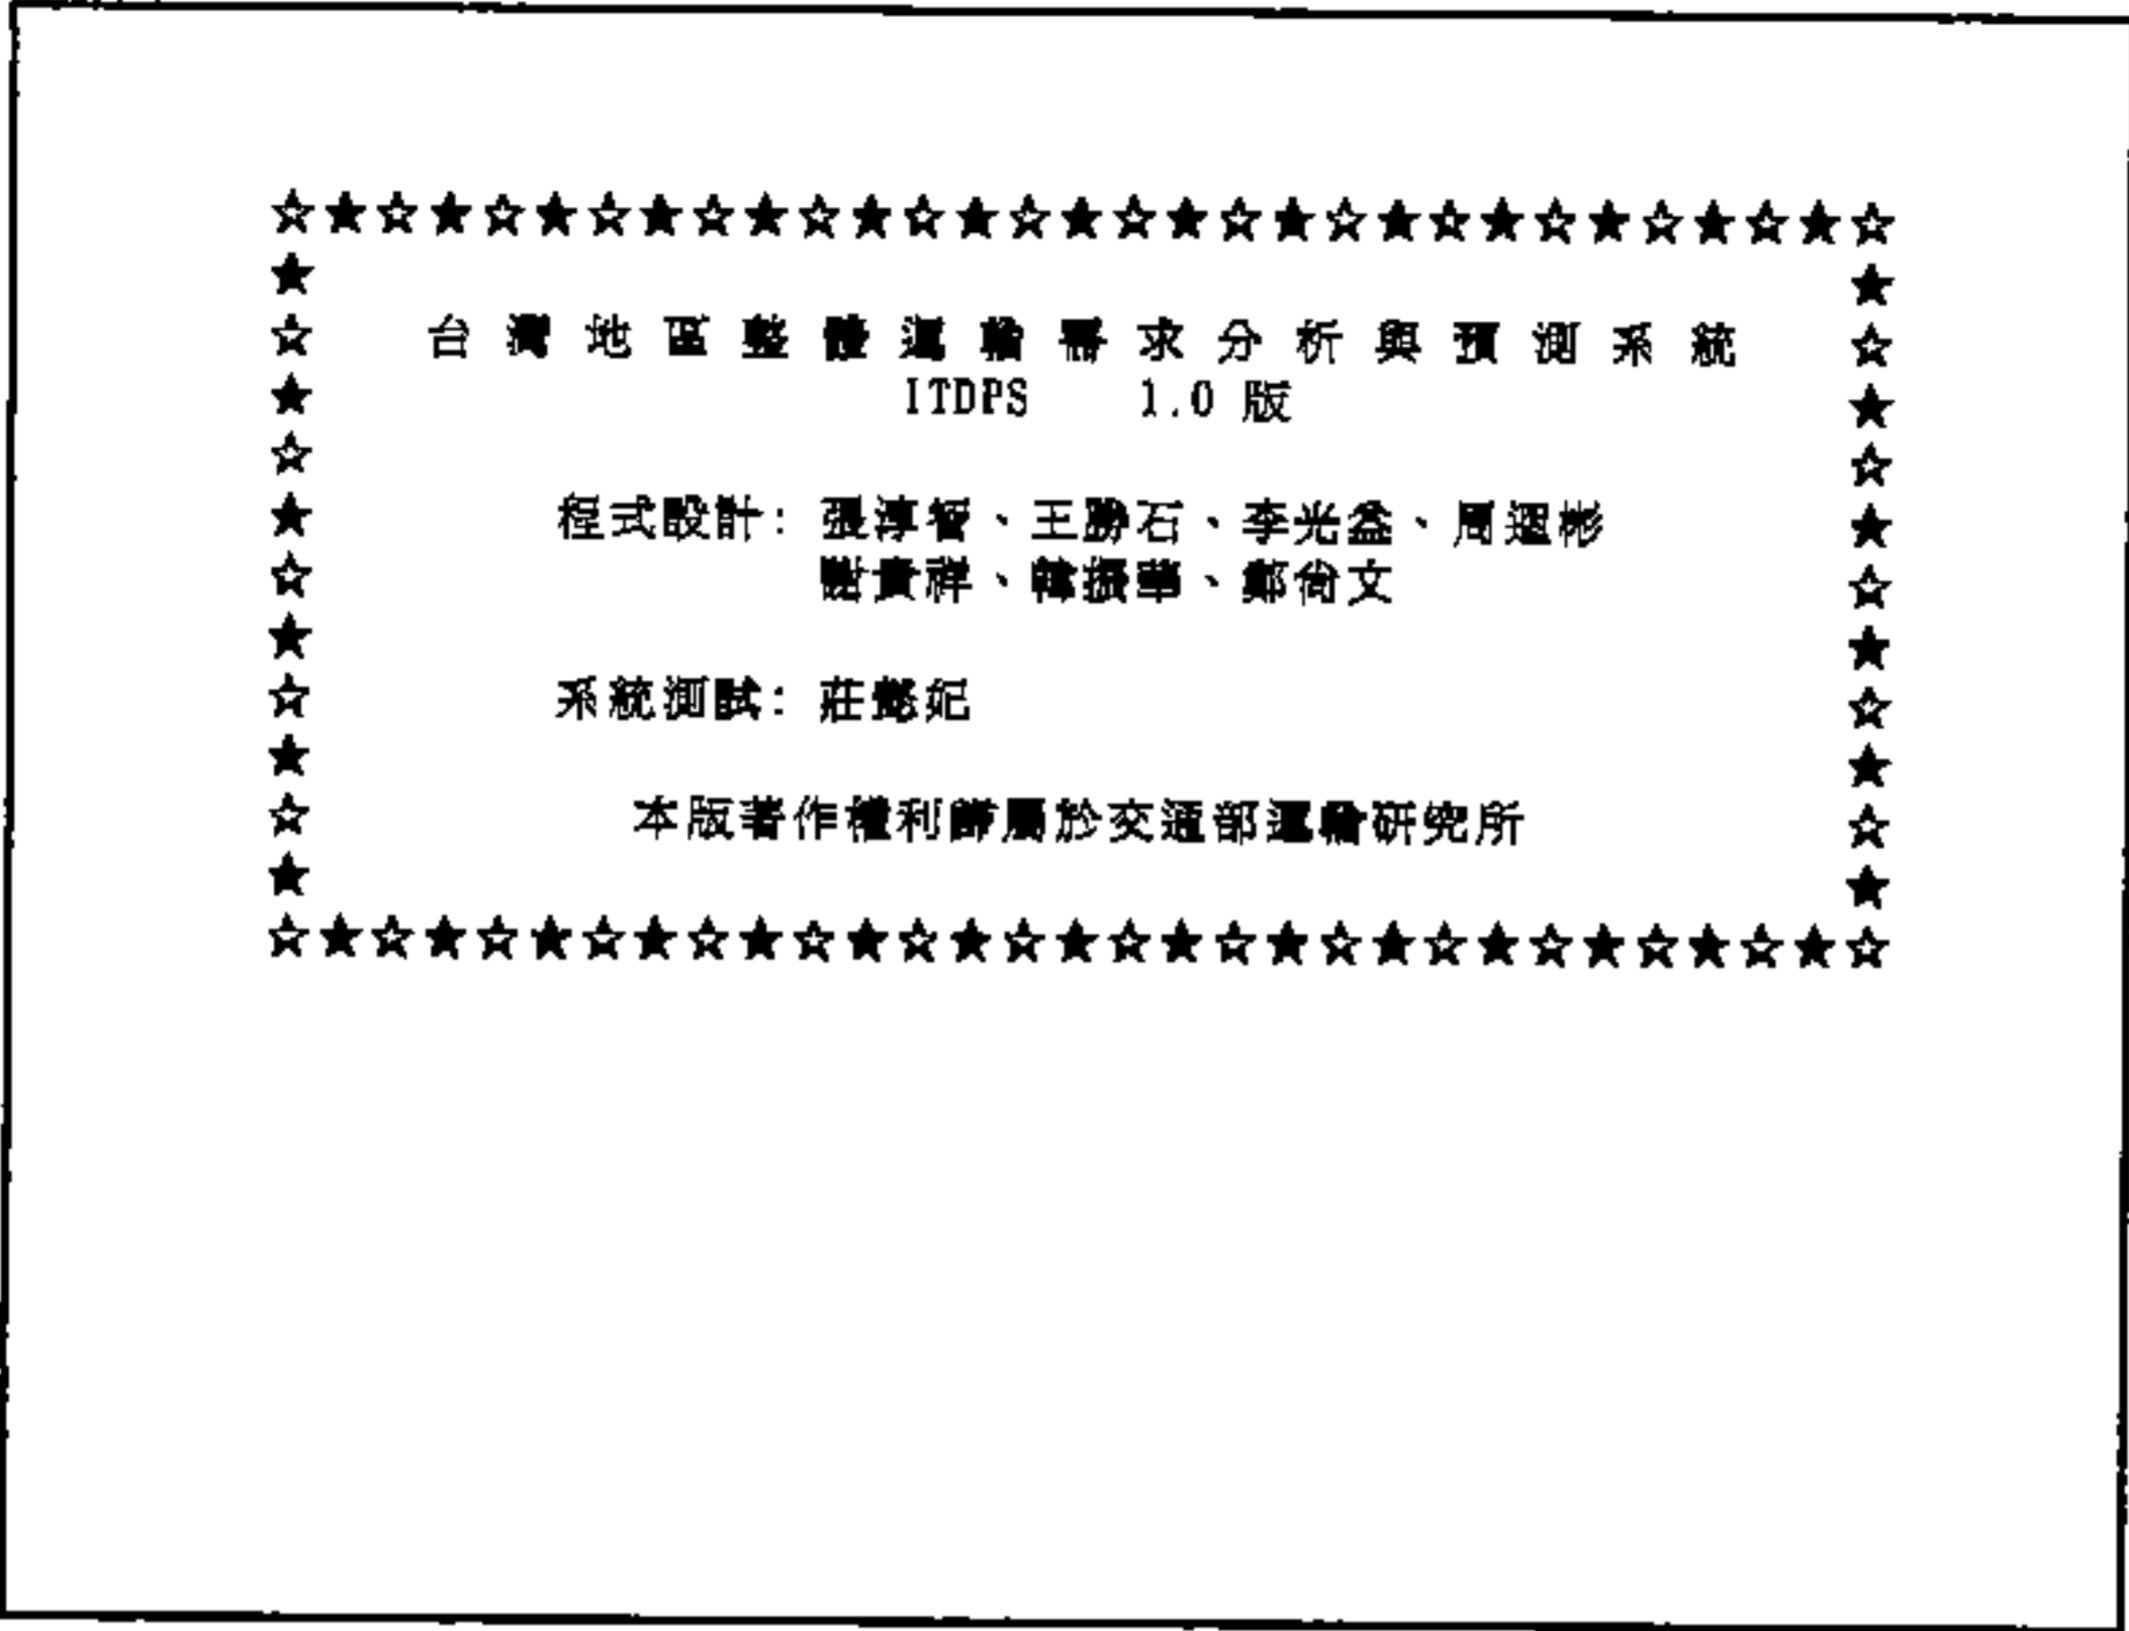 ☆★☆★☆★☆★☆★☆★☆★☆★☆★☆★☆★☆★☆★☆★☆★☆
台灣地區整體運輸需求分析與預測系統
ITDPS 1.0 版
程式設計: 張淳智、王勝石、李光益、周迺彬
謝貴祥、韓振華、鄭尚文
系統測試: 莊懿妃
本版著作權利歸屬於交通部運輸研究所
☆★☆★☆★☆★☆★☆★☆★☆★☆★☆★☆★☆★☆★☆★☆★☆